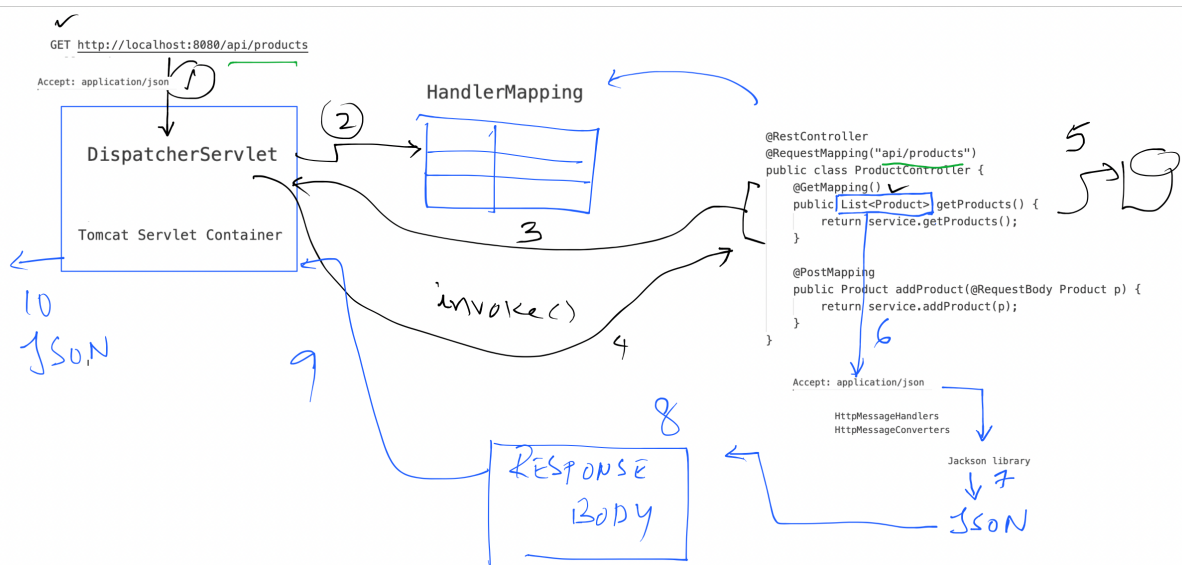 GET http://localhost:8080/api/products
Accept: application/json
1
DispatcherServlet
Tomcat Servlet Container
2
HandlerMapping
3
invoke()
4
@RestController
@RequestMapping("api/products")
public class ProductController {
@GetMapping()
public List<Product> getProducts() {
return service.getProducts();
}
@PostMapping
public Product addProduct(@RequestBody Product p) {
return service.addProduct(p);
}
}
5
6
Accept: application/json
HttpMessageHandlers
HttpMessageConverters
Jackson library
7
JSON
8
RESPONSE
BODY
9
10
JSON